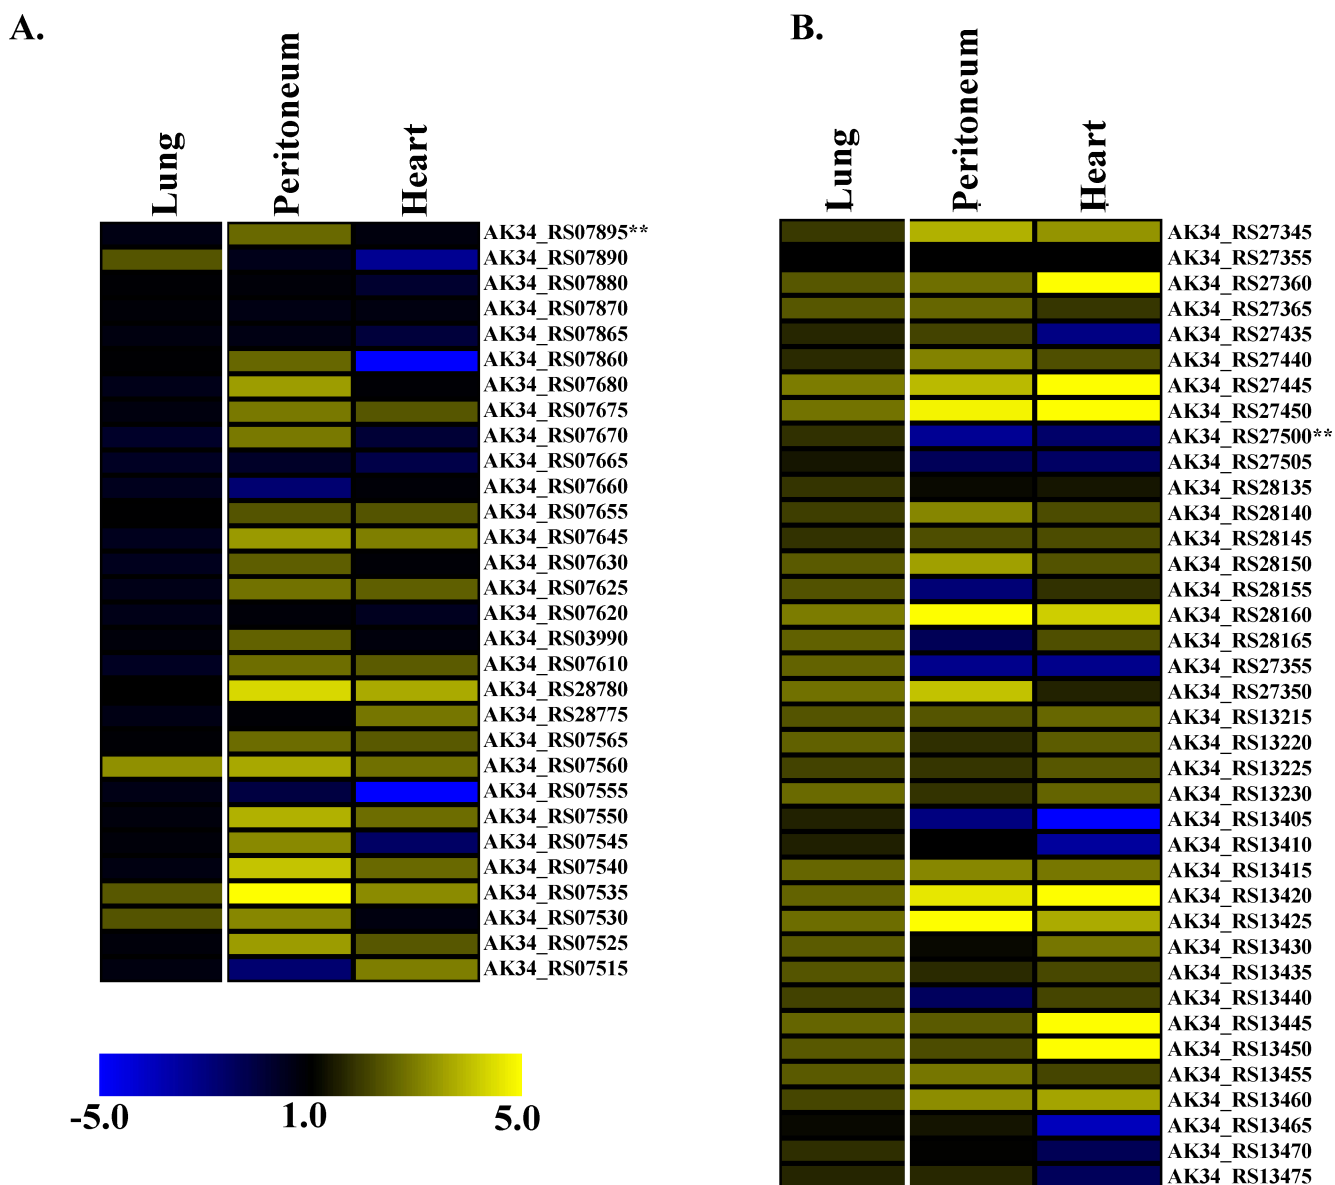 A.
Lung
Peritoneum
Heart
AK34_RS07895**
AK34_RS07890
AK34_RS07880
AK34_RS07870
AK34_RS07865
AK34_RS07860
AK34_RS07680
AK34_RS07675
AK34_RS07670
AK34_RS07665
AK34_RS07660
AK34_RS07655
AK34_RS07645
AK34_RS07630
AK34_RS07625
AK34_RS07620
AK34_RS03990
AK34_RS07610
AK34_RS28780
AK34_RS28775
AK34_RS07565
AK34_RS07560
AK34_RS07555
AK34_RS07550
AK34_RS07545
AK34_RS07540
AK34_RS07535
AK34_RS07530
AK34_RS07525
AK34_RS07515
-5.0 1.0 5.0
B.
Lung
Peritoneum
Heart
AK34_RS27345
AK34_RS27355
AK34_RS27360
AK34_RS27365
AK34_RS27435
AK34_RS27440
AK34_RS27445
AK34_RS27450
AK34_RS27500**
AK34_RS27505
AK34_RS28135
AK34_RS28140
AK34_RS28145
AK34_RS28150
AK34_RS28155
AK34_RS28160
AK34_RS28165
AK34_RS27355
AK34_RS27350
AK34_RS13215
AK34_RS13220
AK34_RS13225
AK34_RS13230
AK34_RS13405
AK34_RS13410
AK34_RS13415
AK34_RS13420
AK34_RS13425
AK34_RS13430
AK34_RS13435
AK34_RS13440
AK34_RS13445
AK34_RS13450
AK34_RS13455
AK34_RS13460
AK34_RS13465
AK34_RS13470
AK34_RS13475